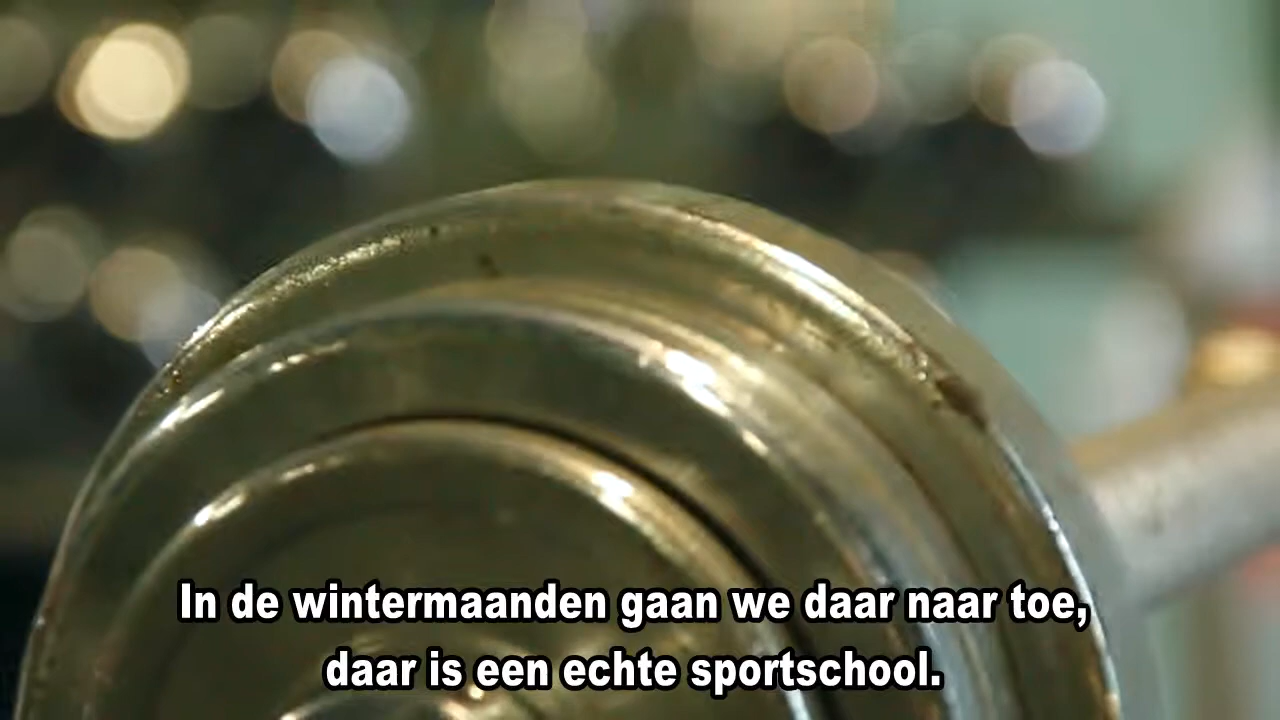 In de wintermaanden gaan we daar naar toe,
daar is een echte sportschool.